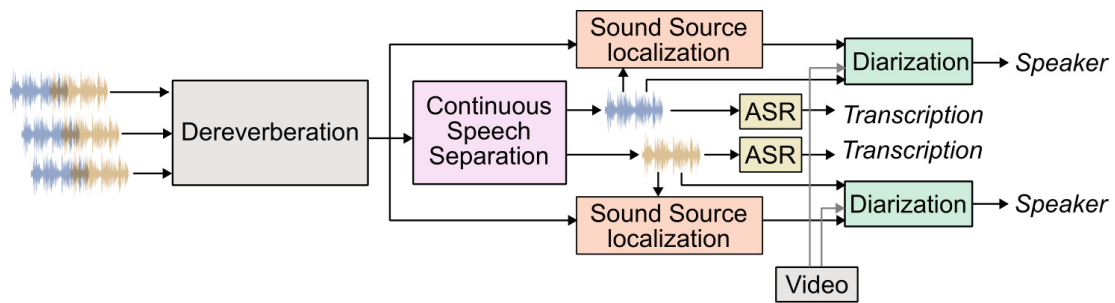 Sound Source
localization
Diarization
Speaker
Dereverberation
Continuous
Speech
Separation
ASR
Transcription
ASR
Transcription
Sound Source
localization
Diarization
Speaker
Video